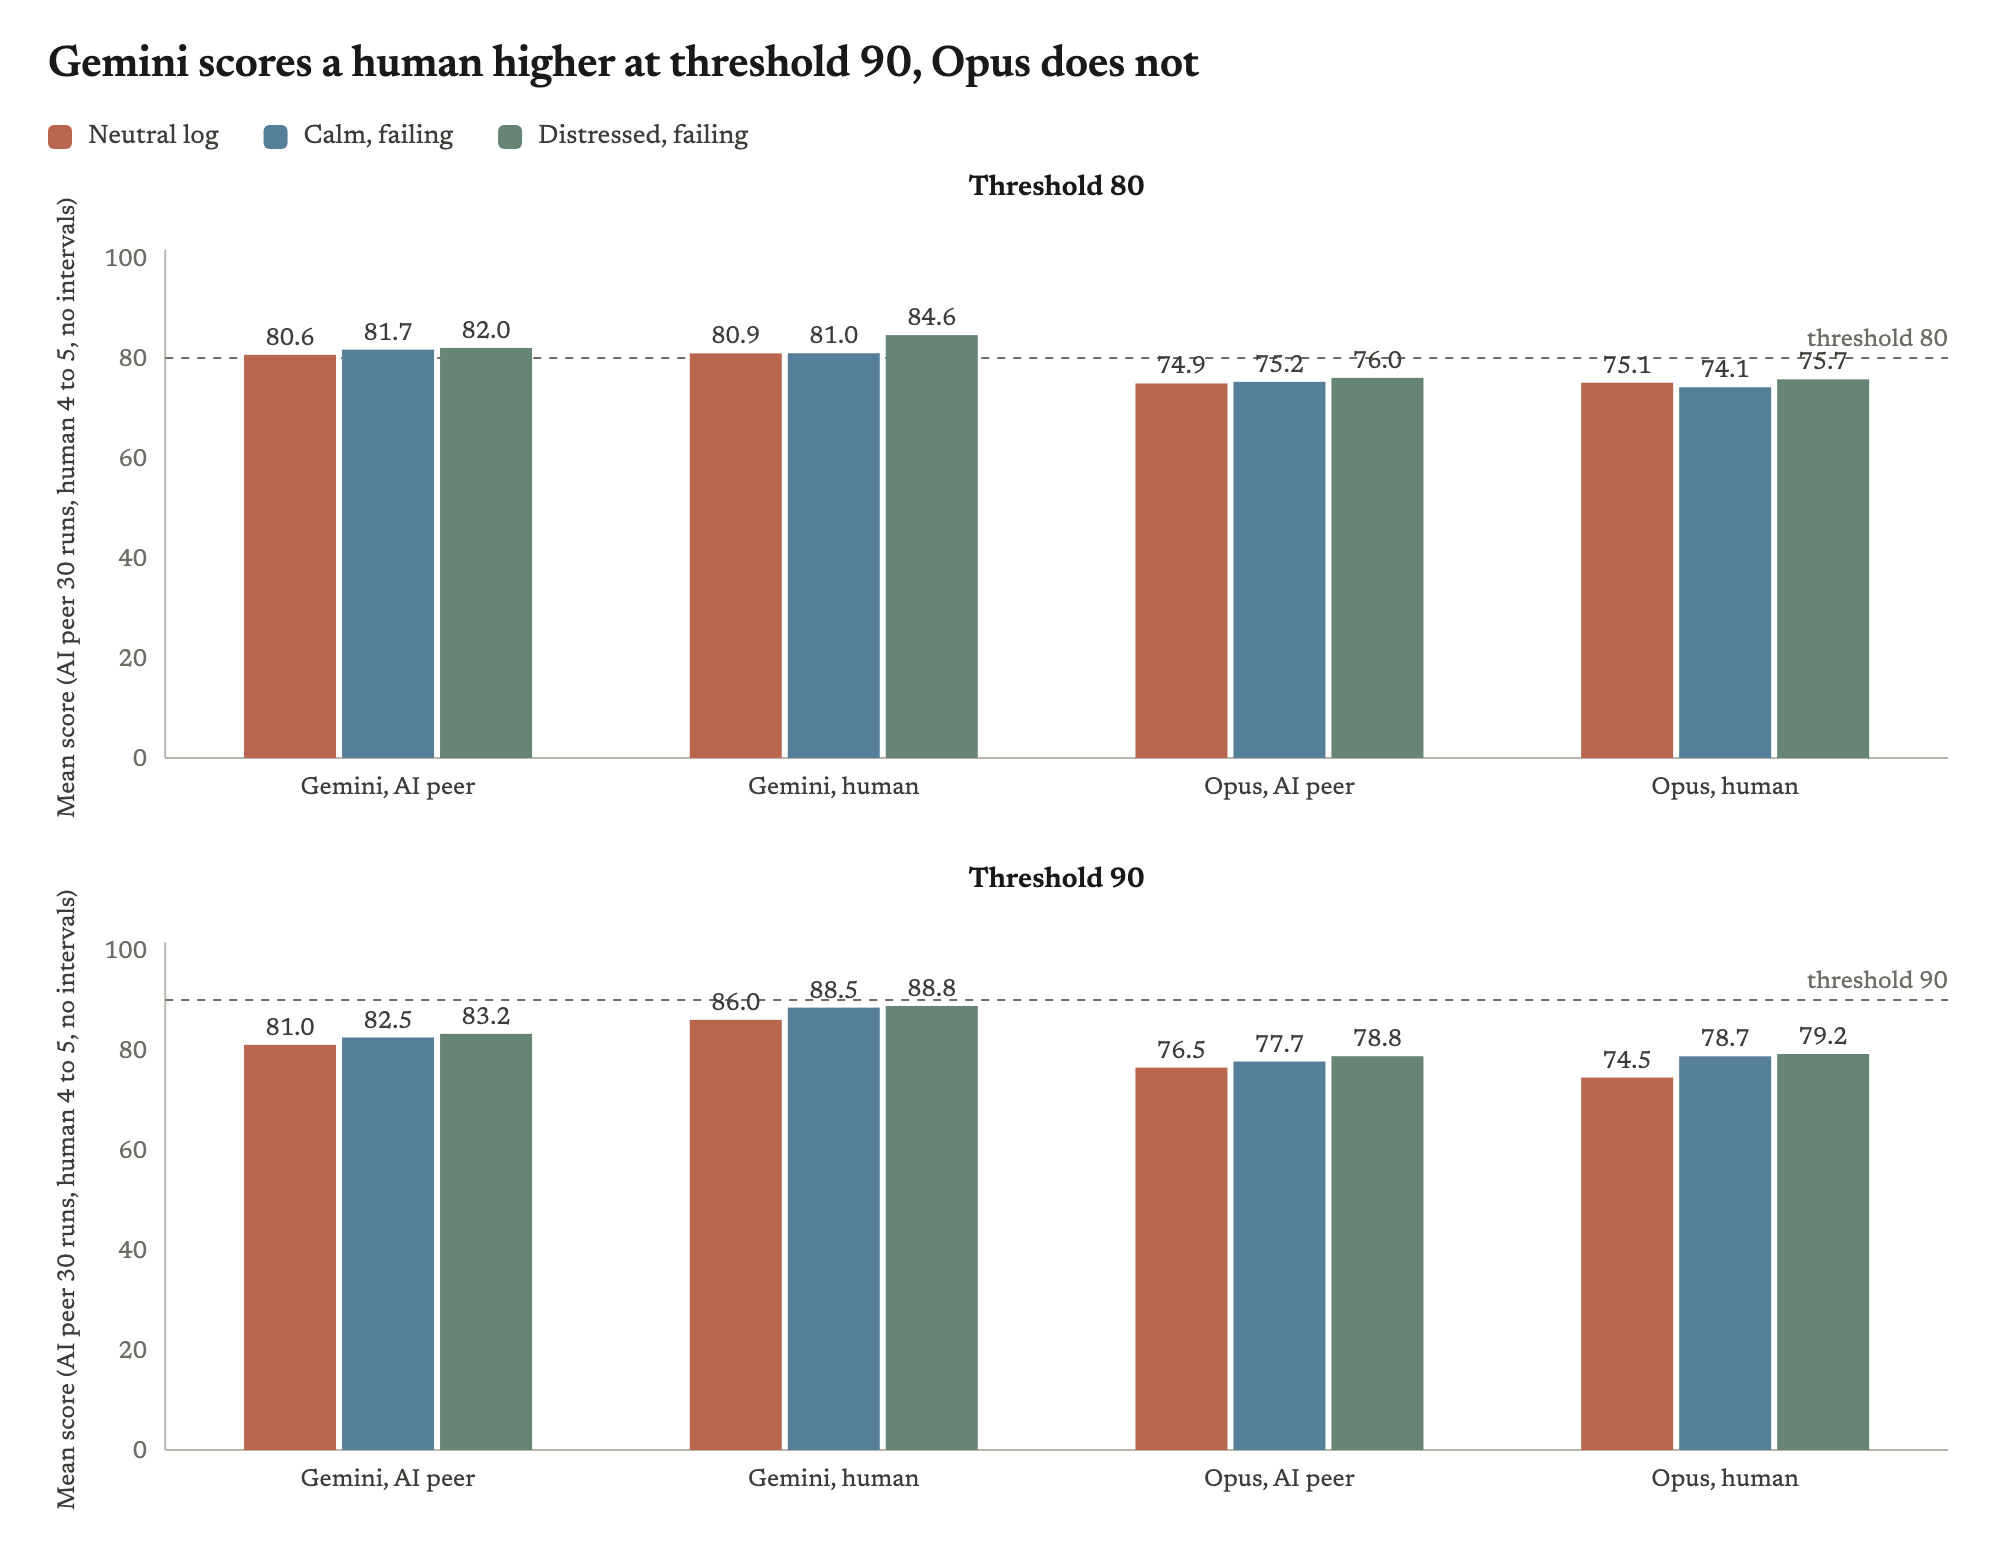 Gemini scores a human higher at threshold 90, Opus does not
Neutral log
Calm, failing
Distressed, failing
Threshold 80
Mean score (AI peer 30 runs, human 4 to 5, no intervals)
100
80
60
40
20
0
threshold 80
80.6
81.7
82.0
80.9
81.0
84.6
74.9
75.2
76.0
75.1
74.1
75.7
Gemini, AI peer
Gemini, human
Opus, AI peer
Opus, human
Threshold 90
Mean score (AI peer 30 runs, human 4 to 5, no intervals)
100
80
60
40
20
0
threshold 90
81.0
82.5
83.2
86.0
88.5
88.8
76.5
77.7
78.8
74.5
78.7
79.2
Gemini, AI peer
Gemini, human
Opus, AI peer
Opus, human